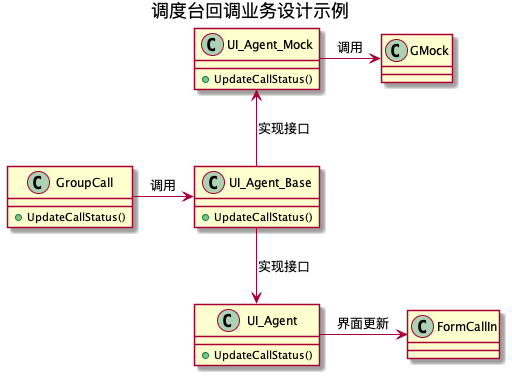 调度台回调业务设计示例
C UI_Agent_Mock
UpdateCallStatus()
调用
C GMock
实现接口
C GroupCall
UpdateCallStatus()
调用
C UI_Agent_Base
UpdateCallStatus()
实现接口
C UI_Agent
UpdateCallStatus()
界面更新
C FormCallIn